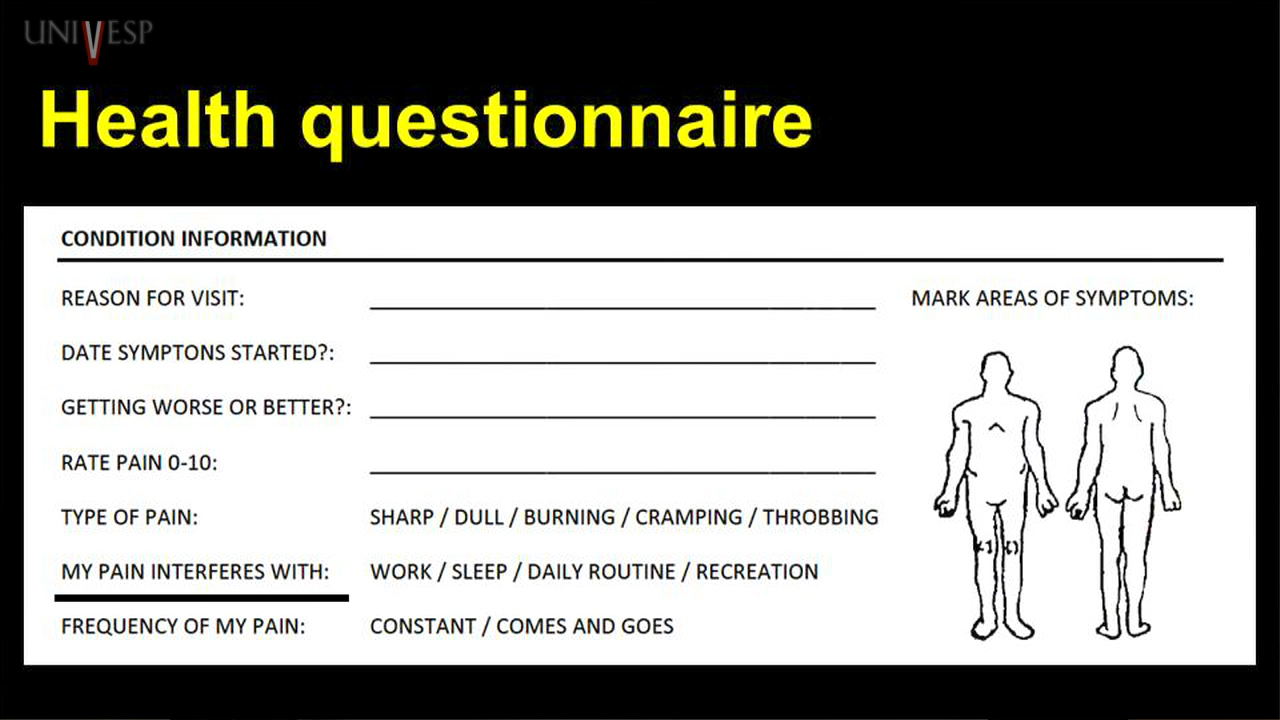 UNIVESP
Health questionnaire
CONDITION INFORMATION
REASON FOR VISIT:
MARK AREAS OF SYMPTOMS:
DATE SYMPTONS STARTED?:
GETTING WORSE OR BETTER?:
RATE PAIN 0-10:
TYPE OF PAIN: SHARP / DULL / BURNING / CRAMPING / THROBBING
MY PAIN INTERFERES WITH: WORK / SLEEP / DAILY ROUTINE / RECREATION
FREQUENCY OF MY PAIN: CONSTANT / COMES AND GOES